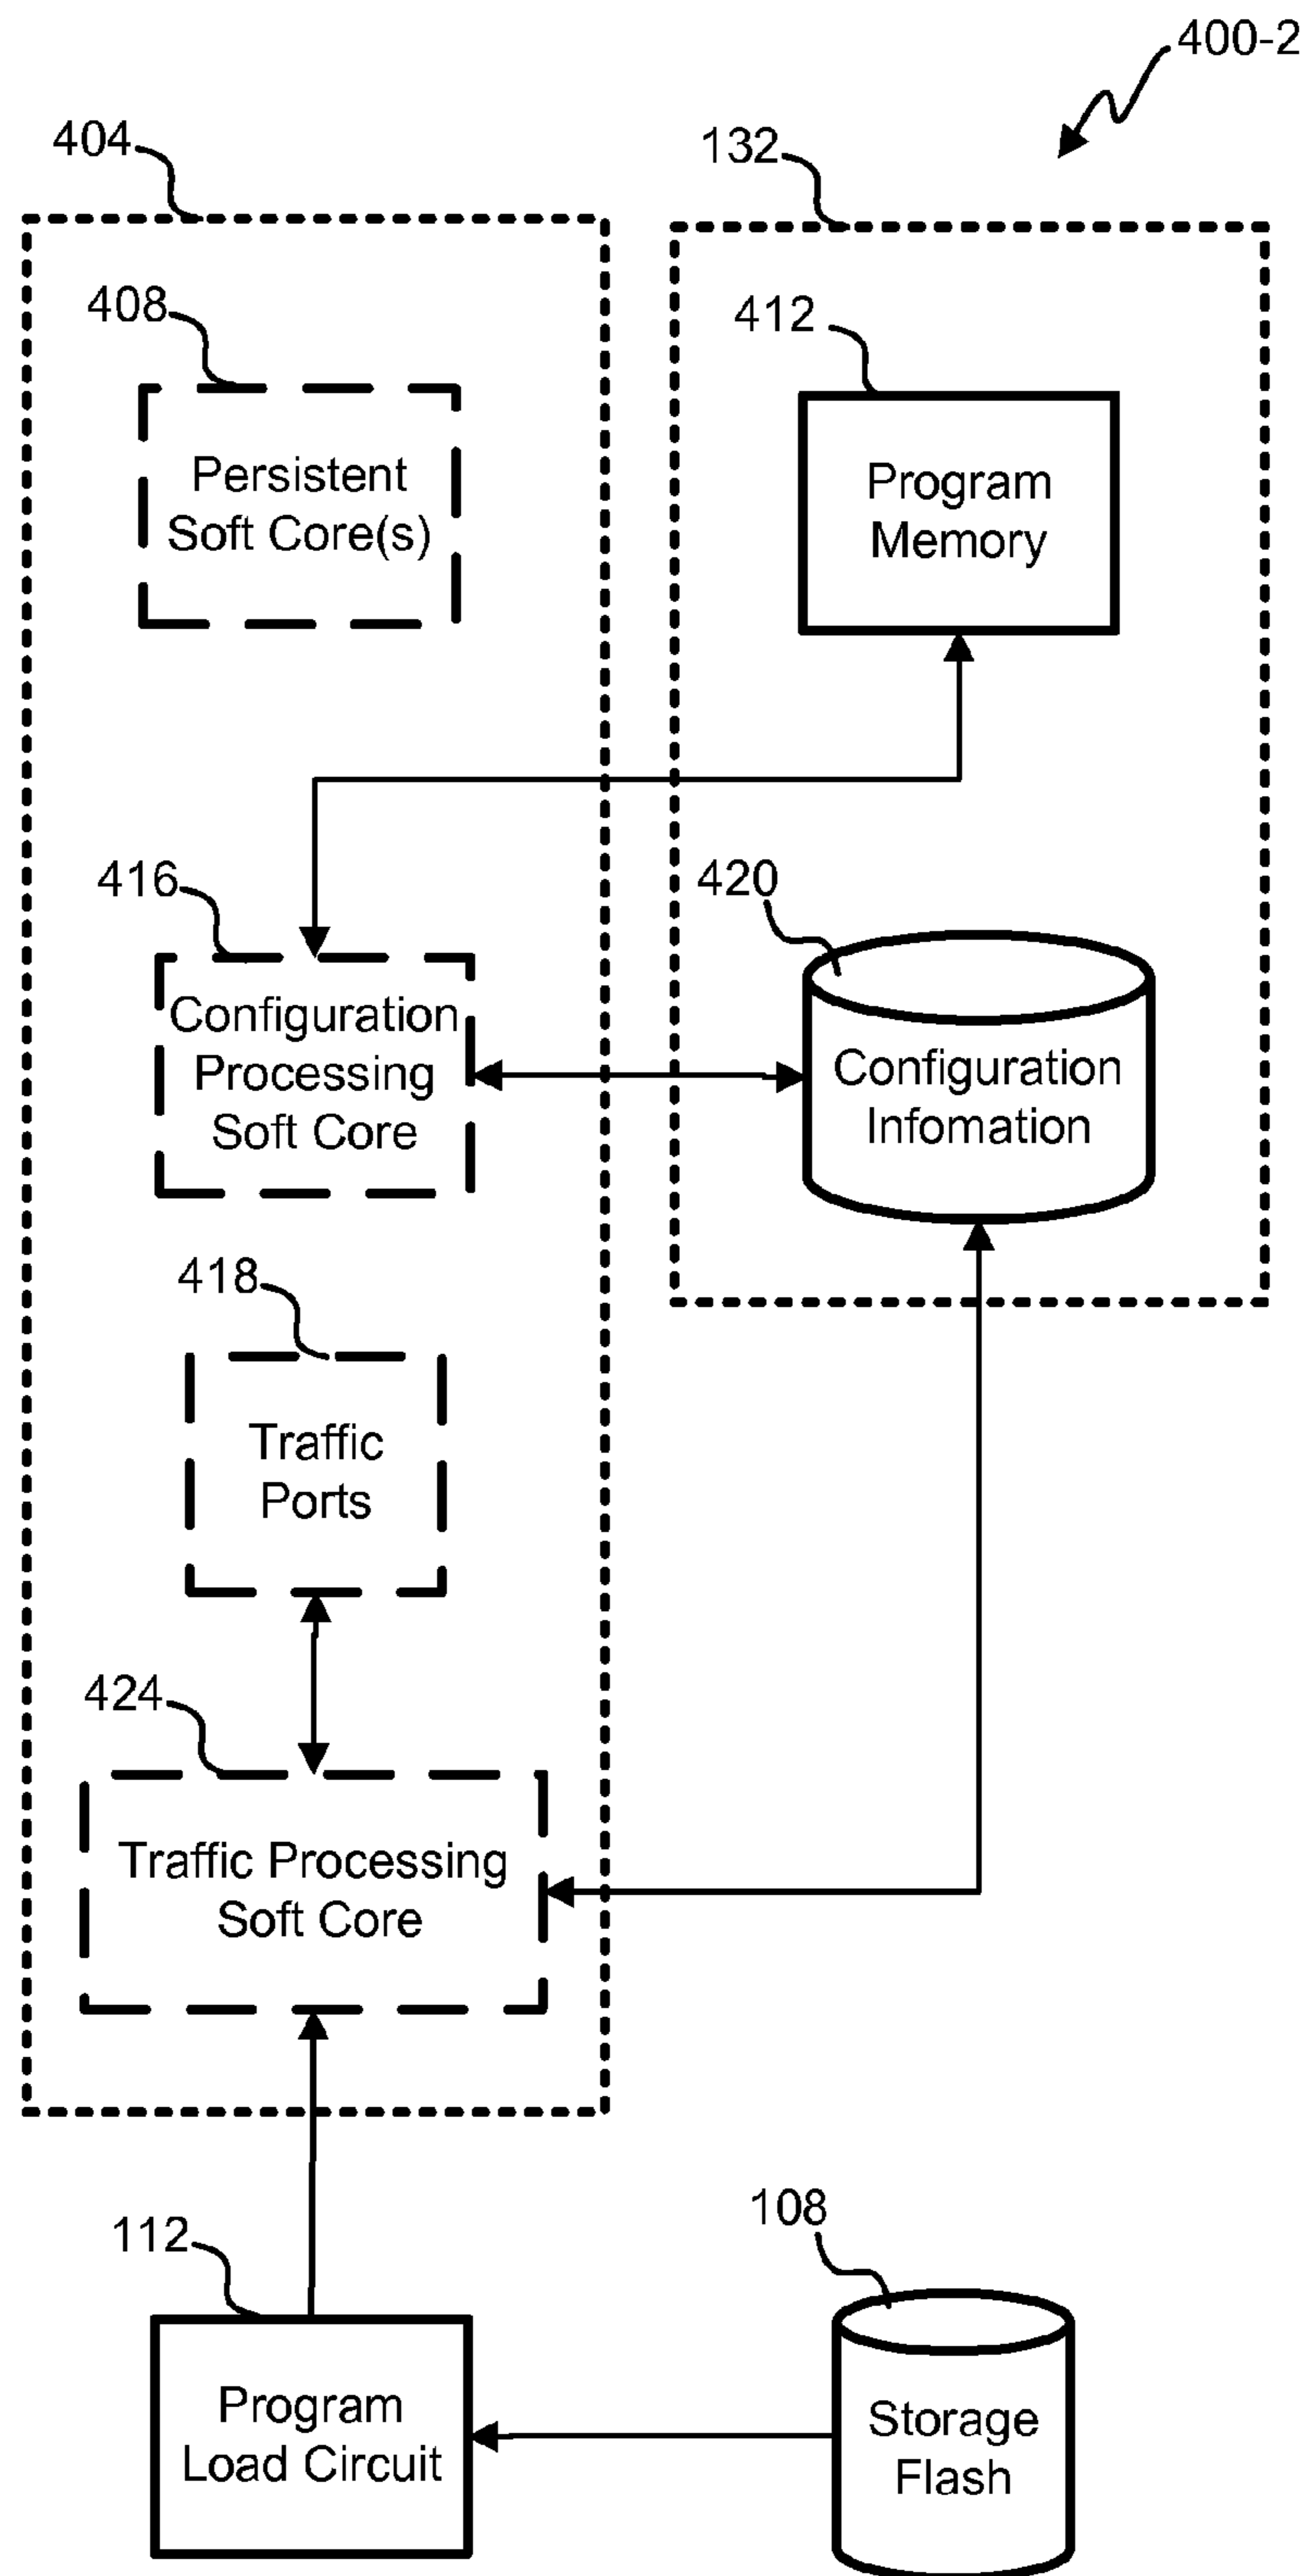 400-2
404
132
408
412
Persistent
Soft Core(s)
Program
Memory
416
420
Configuration
Processing
Soft Core
Configuration
Infomation
418
Traffic
Ports
424
Traffic Processing
Soft Core
112
108
Program
Load Circuit
Storage
Flash